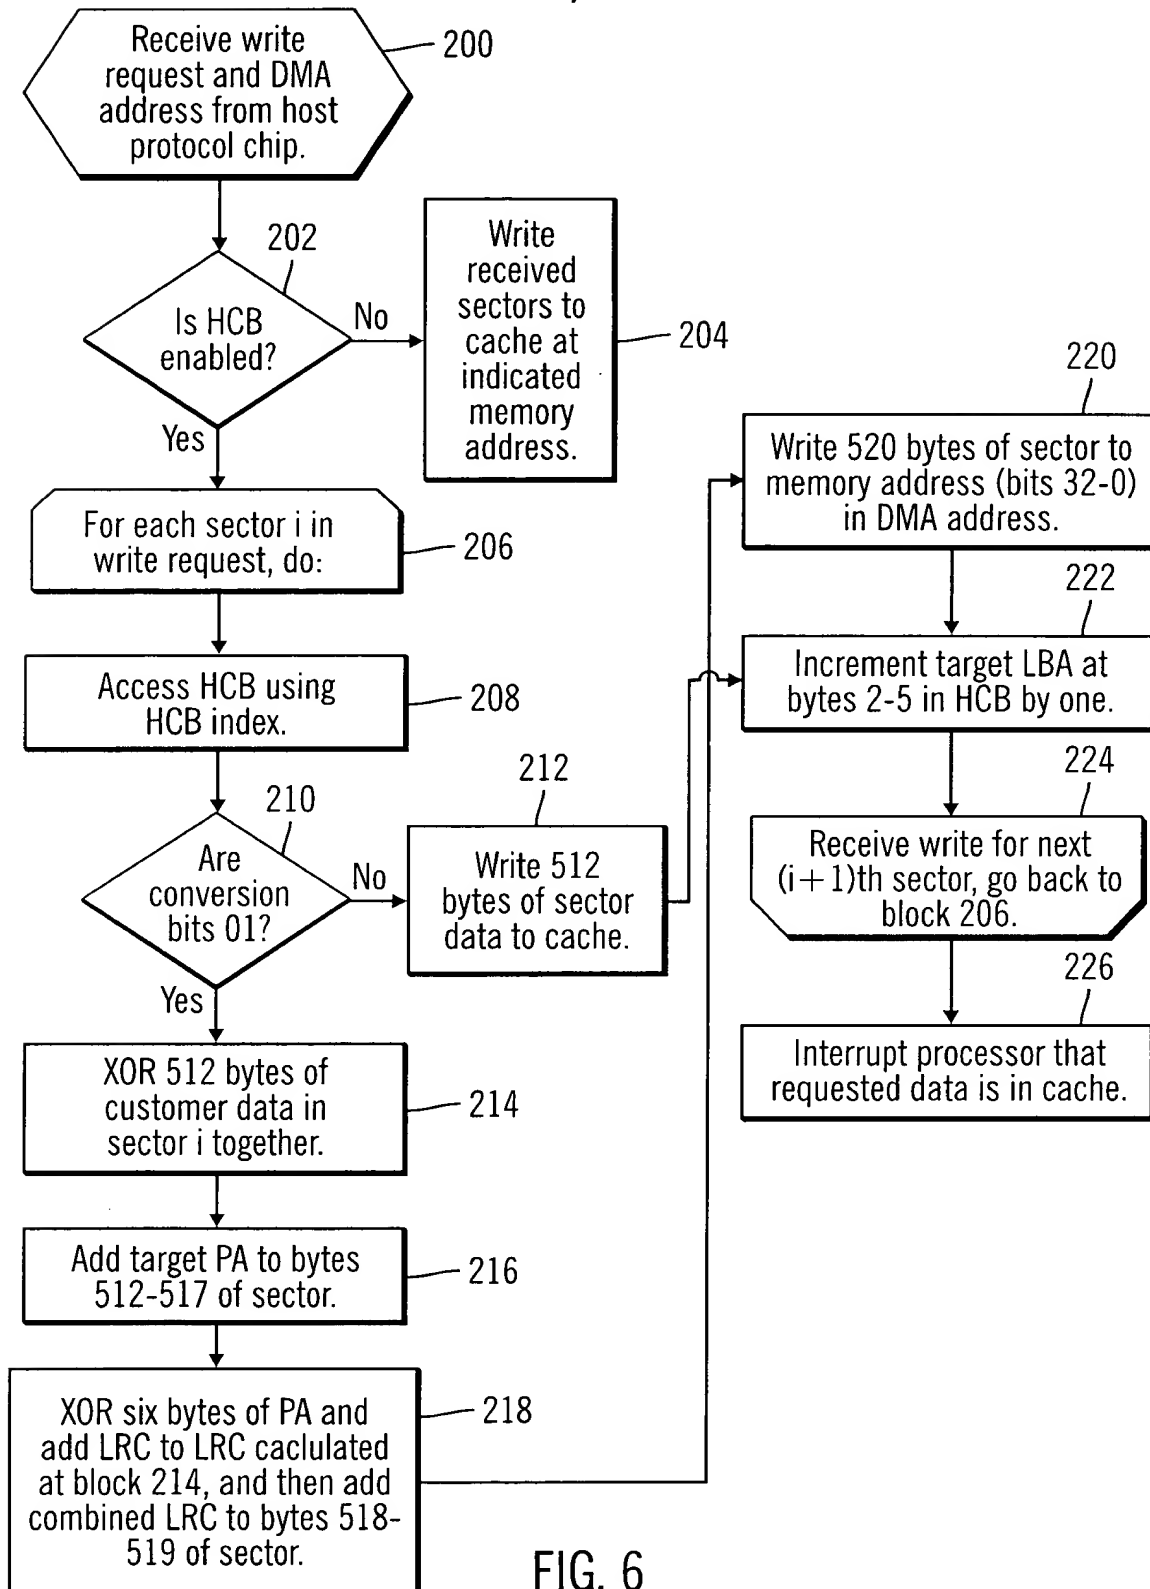 Receive write
request and DMA
address from host
protocol chip.
200
202
Is HCB
enabled?
No
Yes
Write
received
sectors to
cache at
indicated
memory
address.
204
For each sector i in
write request, do:
206
Access HCB using
HCB index.
208
210
Are
conversion
bits 01?
No
Yes
212
Write 512
bytes of sector
data to cache.
XOR 512 bytes of
customer data in
sector i together.
214
Add target PA to bytes
512-517 of sector.
216
XOR six bytes of PA and
add LRC to LRC caclulated
at block 214, and then add
combined LRC to bytes 518-
519 of sector.
218
220
Write 520 bytes of sector to
memory address (bits 32-0)
in DMA address.
222
Increment target LBA at
bytes 2-5 in HCB by one.
224
Receive write for next
(i+1)th sector, go back to
block 206.
226
Interrupt processor that
requested data is in cache.
FIG. 6